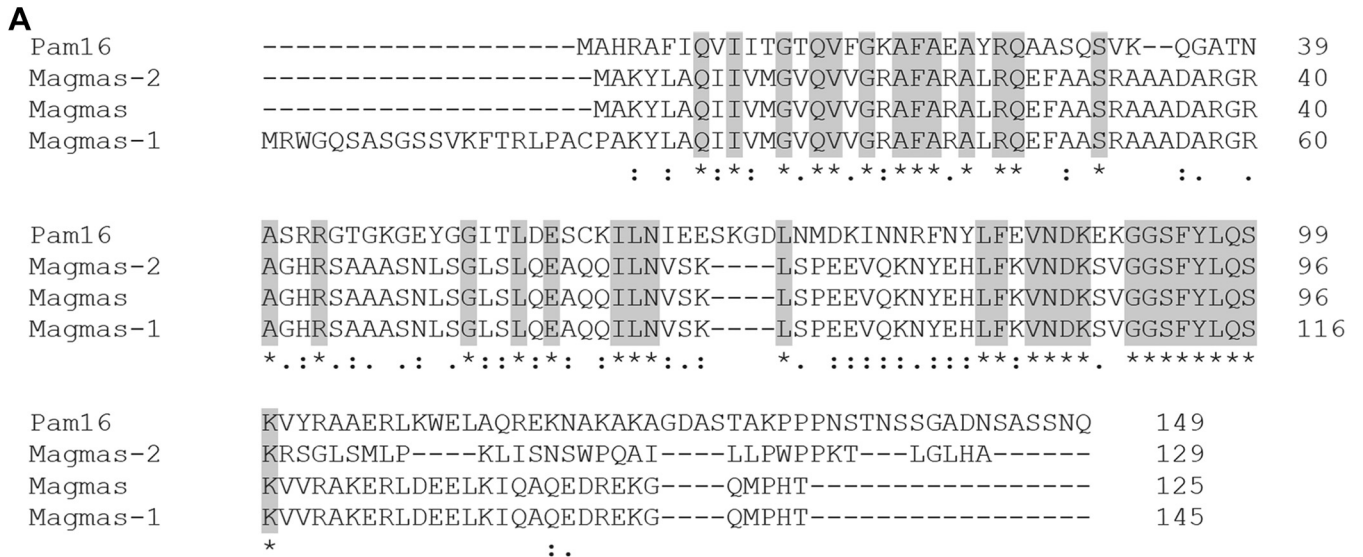 A
Pam16 -------------------MAHRAFIQVIITGTQVFGKAFAEAYRQAASQSVK--QGATN 39
Magmas-2 --------------------MAKYLAQIIVMGVQVVGRAFARALRQEFAASRAAADARGR 40
Magmas --------------------MAKYLAQIIVMGVQVVGRAFARALRQEFAASRAAADARGR 40
Magmas-1 MRWGQSASGSSVKFTRLPACPAKYLAQIIVMGVQVVGRAFARALRQEFAASRAAADARGR 60
: : *:*: *.**.*:***.* ** : * :. .
Pam16 ASRRGTGKGEYGGITLDESCKILNIEESKGDLNMDKINNRFNYLFEVNDKEKGGSFYLQS 99
Magmas-2 AGHRSAAASNLSGLSLQEAQQILNVSK----LSPEEVQKNYEHLFKVNDKSVGGSFYLQS 96
Magmas AGHRSAAASNLSGLSLQEAQQILNVSK----LSPEEVQKNYEHLFKVNDKSVGGSFYLQS 96
Magmas-1 AGHRSAAASNLSGLSLQEAQQILNVSK----LSPEEVQKNYEHLFKVNDKSVGGSFYLQS 116
*.:*.:. .: .*::*:*: :***:.: *. :::::.:::**:****. ********
Pam16 KVYRAAERLKWELAQREKNAKAKAGDASTAKPPPNSTNSSGADNSASSNQ 149
Magmas-2 KRSGLSMLP----KLISNSWPQAI----LLPWPPKT---LGLHA------ 129
Magmas KVVRAKERLDEELKIQAQEDREKG----QMPHT----------------- 125
Magmas-1 KVVRAKERLDEELKIQAQEDREKG----QMPHT----------------- 145
* :.